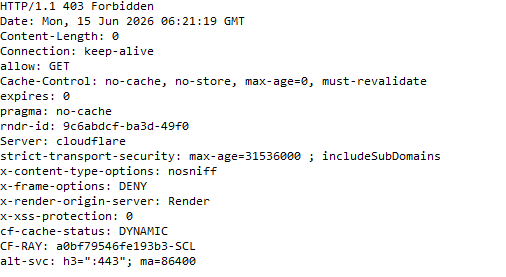 HTTP/1.1 403 Forbidden
Date: Mon, 15 Jun 2026 06:21:19 GMT
Content-Length: 0
Connection: keep-alive
allow: GET
Cache-Control: no-cache, no-store, max-age=0, must-revalidate
expires: 0
pragma: no-cache
rndr-id: 9c6abdcf-ba3d-49f0
Server: cloudflare
strict-transport-security: max-age=31536000 ; includeSubDomains
x-content-type-options: nosniff
x-frame-options: DENY
x-render-origin-server: Render
x-xss-protection: 0
cf-cache-status: DYNAMIC
CF-RAY: a0bf79546fe193b3-SCL
alt-svc: h3=":443"; ma=86400